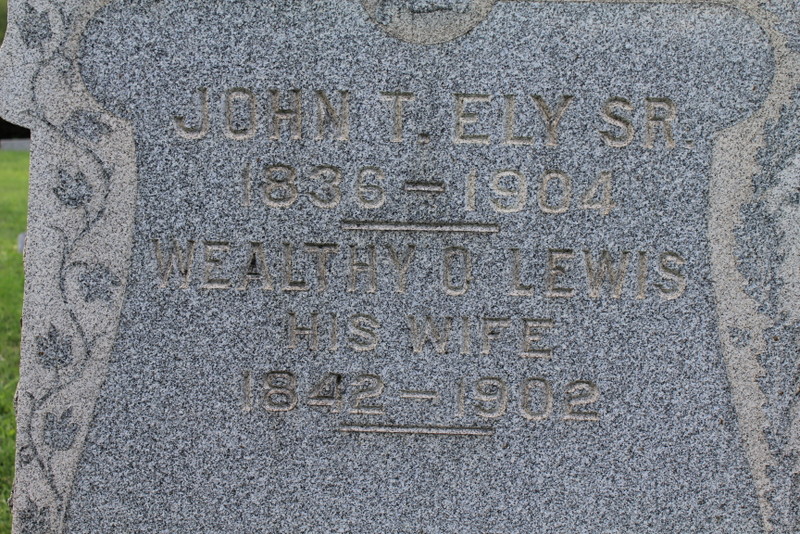 JOHN T. ELY SR.
1836 – 1904
WEALTHY O LEWIS
HIS WIFE
1842 – 1902